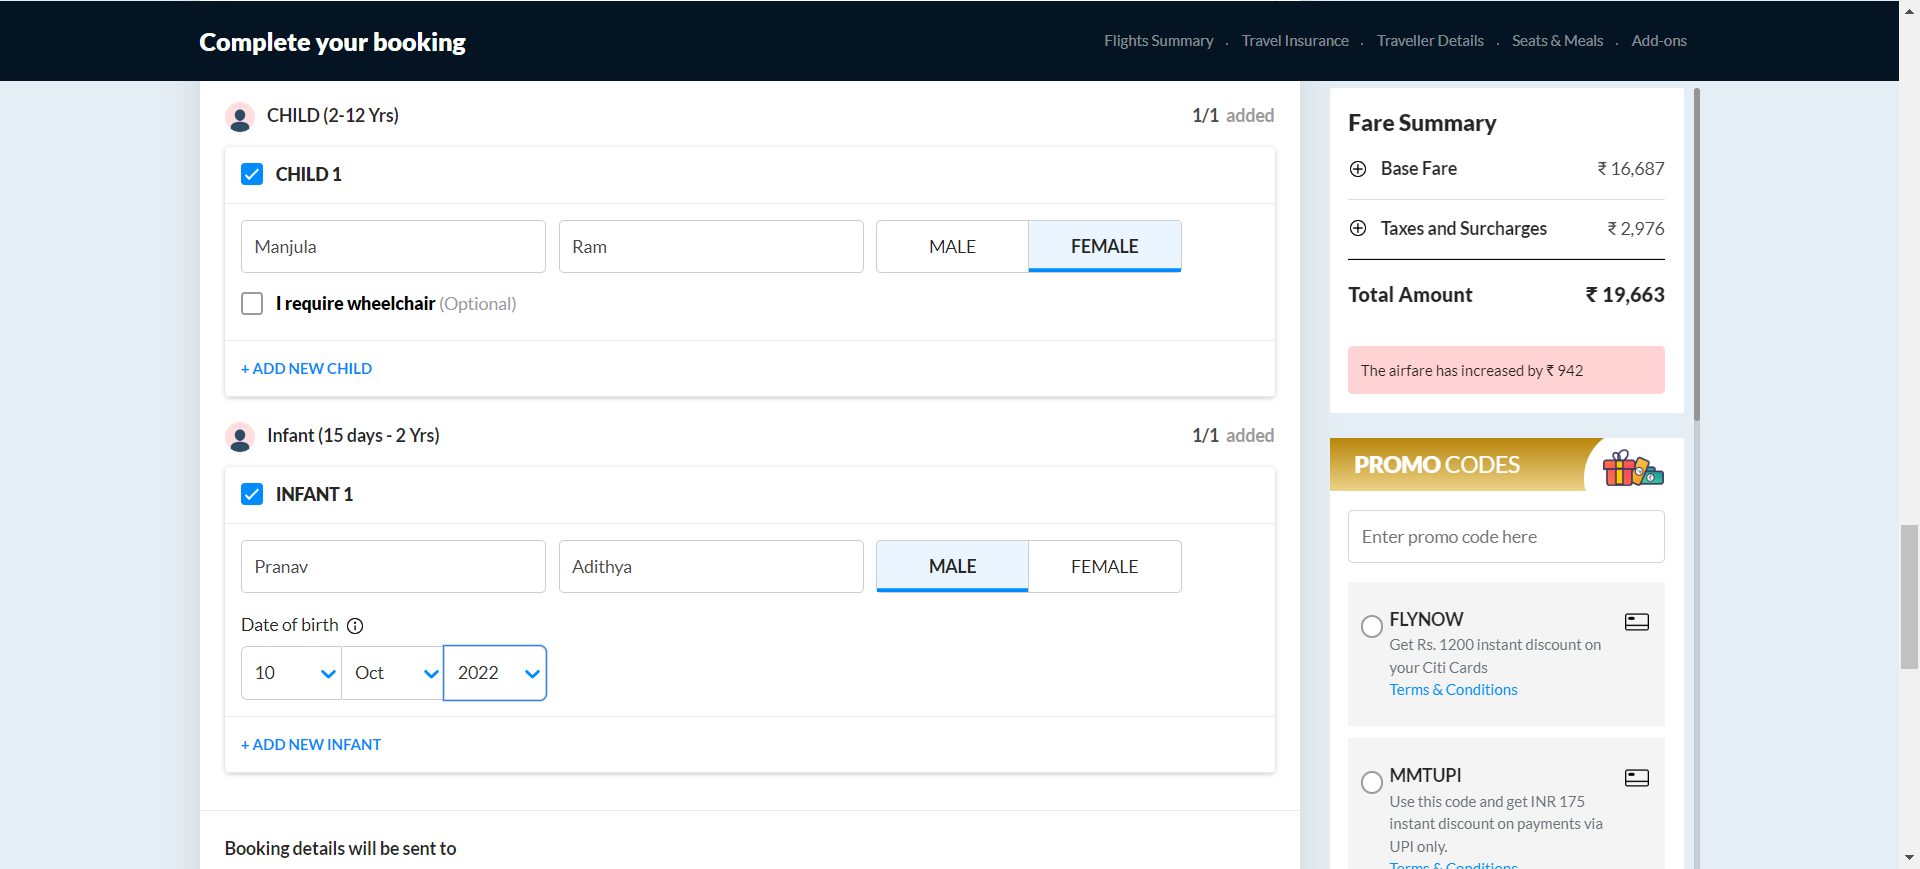 Complete your booking
Flights Summary . Travel Insurance . Traveller Details . Seats & Meals . Add-ons
CHILD (2-12 Yrs)
1/1 added
CHILD 1
Manjula
Ram
MALE
FEMALE
I require wheelchair (Optional)
+ ADD NEW CHILD
Infant (15 days - 2 Yrs)
1/1 added
INFANT 1
Pranav
Adithya
MALE
FEMALE
Date of birth
10
Oct
2022
+ ADD NEW INFANT
Booking details will be sent to
Fare Summary
Base Fare ₹ 16,687
Taxes and Surcharges ₹ 2,976
Total Amount ₹ 19,663
The airfare has increased by ₹ 942
PROMO CODES
Enter promo code here
FLYNOW
Get Rs. 1200 instant discount on
your Citi Cards
Terms & Conditions
MMTUPI
Use this code and get INR 175
instant discount on payments via
UPI only.
Terms & Conditions